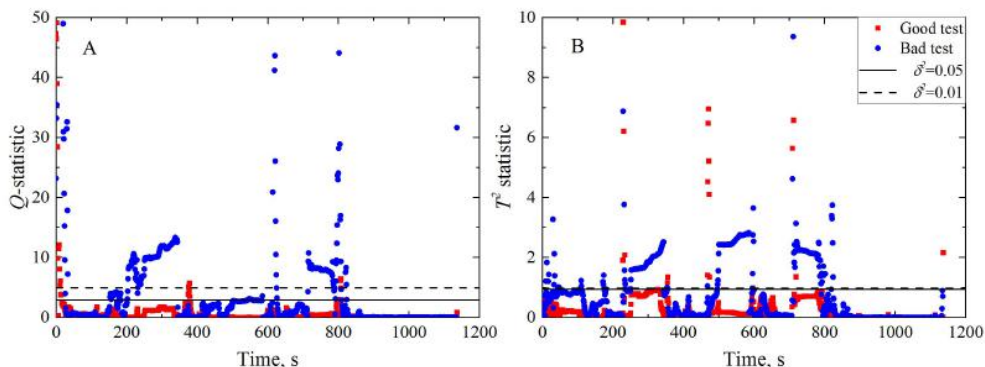 50
40
30
20
10
0
Q-statistic
A
0 200 400 600 800 1000 1200
Time, s
10
8
6
4
2
0
T² statistic
B
Good test
Bad test
δ²=0.05
δ²=0.01
0 200 400 600 800 1000 1200
Time, s